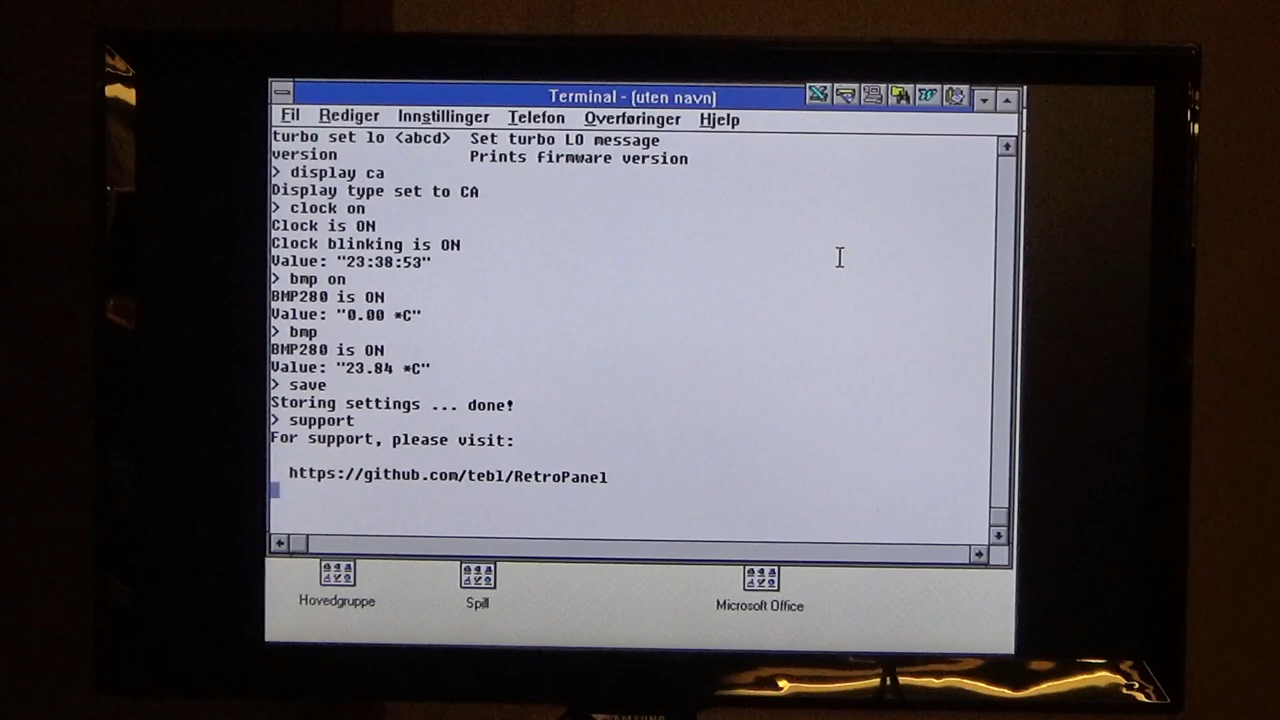 Terminal - (uten navn)
Fil Rediger Innstillinger Telefon Overføringer Hjelp
turbo set lo <abcd> Set turbo LO message
version Prints firmware version
> display ca
Display type set to CA
> clock on
Clock is ON
Clock blinking is ON
Value: "23:38:53"
> bmp on
BMP280 is ON
Value: "0.00 *C"
> bmp
BMP280 is ON
Value: "23.84 *C"
> save
Storing settings ... done!
> support
For support, please visit:
https://github.com/tebl/RetroPanel
Hovedgruppe Spill Microsoft Office
SAMSUNG